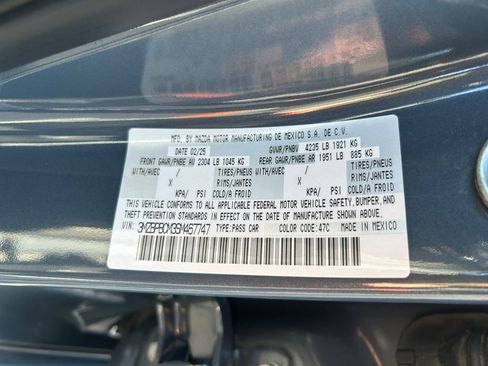 MFD. BY MAZDA MOTOR MANUFACTURING DE MEXICO S.A. DE C.V.
DATE 02/25 GVWR/PNBV 4235 LB 1921 KG
FRONT GAWR/PNBE AV 2304 LB 1045 KG REAR GAWR/PNBE AR 1951 LB 885 KG
WITH/AVEC / TIRES/PNEUS WITH/AVEC / TIRES/PNEUS
X RIMS/JANTES X RIMS/JANTES
KPA/ PSI COLD/A FROID KPA/ PSI COLD/A FROID
THIS VEHICLE CONFORMS TO ALL APPLICABLE FEDERAL MOTOR VEHICLE SAFETY, BUMPER, AND
THEFT PREVENTION STANDARDS IN EFFECT ON THE DATE OF MANUFACTURE SHOWN ABOVE.
VIN: 3MZBPBCM3SM467747 TYPE: PASS CAR COLOR CODE: 47C MADE IN MEXICO